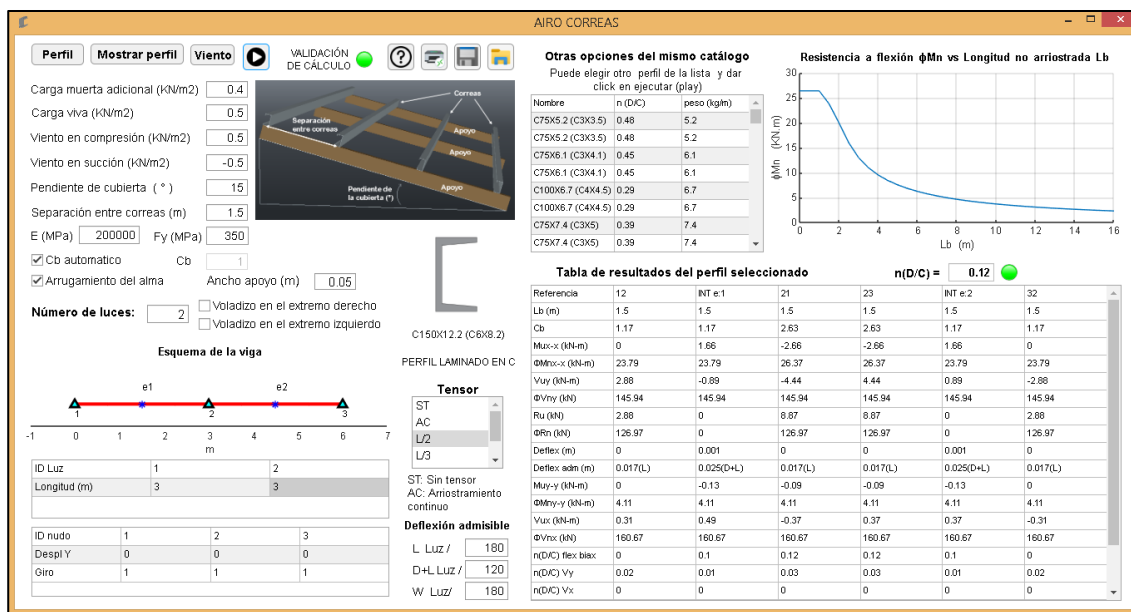 AIRO CORREAS
Perfil
Mostrar perfil
Viento
VALIDACIÓN
DE CÁLCULO
?
Carga muerta adicional (KN/m2) 0.4
Carga viva (KN/m2) 0.5
Viento en compresión (KN/m2) 0.5
Viento en succión (KN/m2) -0.5
Pendiente de cubierta ( ° ) 15
Separación entre correas (m) 1.5
E (MPa) 200000 Fy (MPa) 350
Cb automatico Cb 1
Arrugamiento del alma Ancho apoyo (m) 0.05
Número de luces: 2
Voladizo en el extremo derecho
Voladizo en el extremo izquierdo
Correas
Separación
entre correas
Apoyo
Apoyo
Apoyo
Pendiente de
la cubierta (°)
C150X12.2 (C6X8.2)
PERFIL LAMINADO EN C
Esquema de la viga
e1 e2
1 2 3
-1 0 1 2 3 4 5 6 7
m
ID Luz 1 2
Longitud (m) 3 3
ID nudo 1 2 3
Despl Y 0 0 0
Giro 1 1 1
Tensor
ST
AC
L/2
L/3
ST: Sin tensor
AC: Arriostramiento
continuo
Deflexión admisible
L Luz / 180
D+L Luz / 120
W Luz/ 180
Otras opciones del mismo catálogo
Puede elegir otro perfil de la lista y dar
click en ejecutar (play)
Nombre n (D/C) peso (kg/m)
C75X5.2 (C3X3.5) 0.48 5.2
C75X5.2 (C3X3.5) 0.48 5.2
C75X6.1 (C3X4.1) 0.45 6.1
C75X6.1 (C3X4.1) 0.45 6.1
C100X6.7 (C4X4.5) 0.29 6.7
C100X6.7 (C4X4.5) 0.29 6.7
C75X7.4 (C3X5) 0.39 7.4
C75X7.4 (C3X5) 0.39 7.4
Resistencia a flexión ϕMn vs Longitud no arriostrada Lb
ϕMn (KN.m)
30
25
20
15
10
5
0
0 2 4 6 8 10 12 14 16
Lb (m)
Tabla de resultados del perfil seleccionado n(D/C) = 0.12
Referencia 12 INT e:1 21 23 INT e:2 32
Lb (m) 1.5 1.5 1.5 1.5 1.5 1.5
Cb 1.17 1.17 2.63 2.63 1.17 1.17
Mux-x (kN-m) 0 1.66 -2.66 -2.66 1.66 0
ΦMnx-x (kN-m) 23.79 23.79 26.37 26.37 23.79 23.79
Vuy (kN-m) 2.88 -0.89 -4.44 4.44 0.89 -2.88
ΦVny (kN-m) 145.94 145.94 145.94 145.94 145.94 145.94
Ru (kN) 2.88 0 8.87 8.87 0 2.88
ΦRn (kN) 126.97 0 126.97 126.97 0 126.97
Deflex (m) 0 0.001 0 0 0.001 0
Deflex adm (m) 0.017(L) 0.025(D+L) 0.017(L) 0.017(L) 0.025(D+L) 0.017(L)
Muy-y (kN-m) 0 -0.13 -0.09 -0.09 -0.13 0
ΦMny-y (kN-m) 4.11 4.11 4.11 4.11 4.11 4.11
Vux (kN-m) 0.31 0.49 -0.37 0.37 0.37 -0.31
ΦVnx (kN-m) 160.67 160.67 160.67 160.67 160.67 160.67
n(D/C) flex biax 0 0.1 0.12 0.12 0.1 0
n(D/C) Vy 0.02 0.01 0.03 0.03 0.01 0.02
n(D/C) Vx 0 0 0 0 0 0